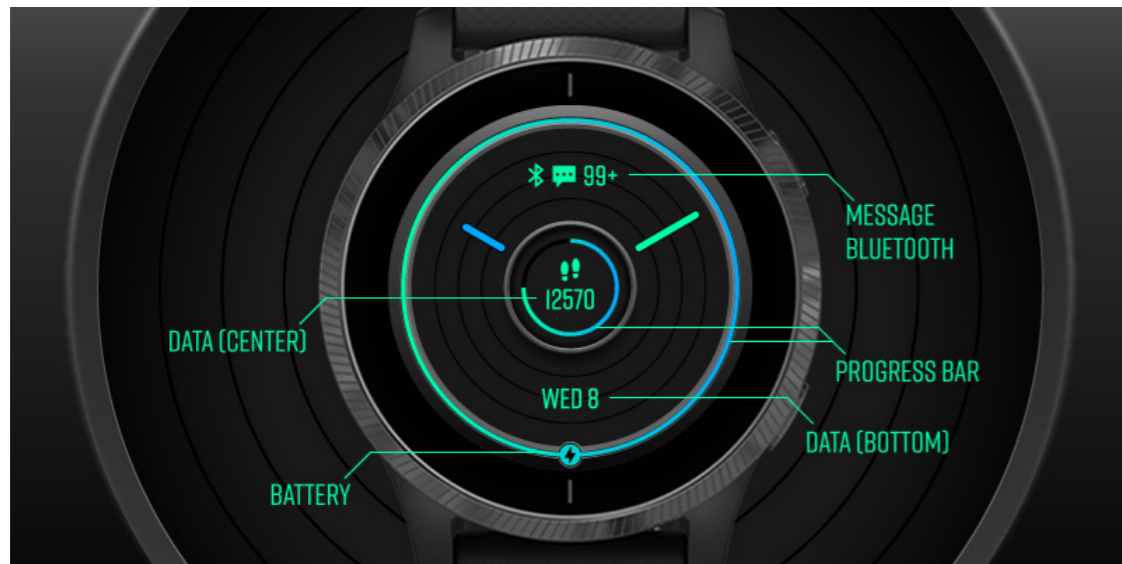 99+
MESSAGE
BLUETOOTH
12570
DATA (CENTER)
PROGRESS BAR
WED 8
DATA (BOTTOM)
BATTERY